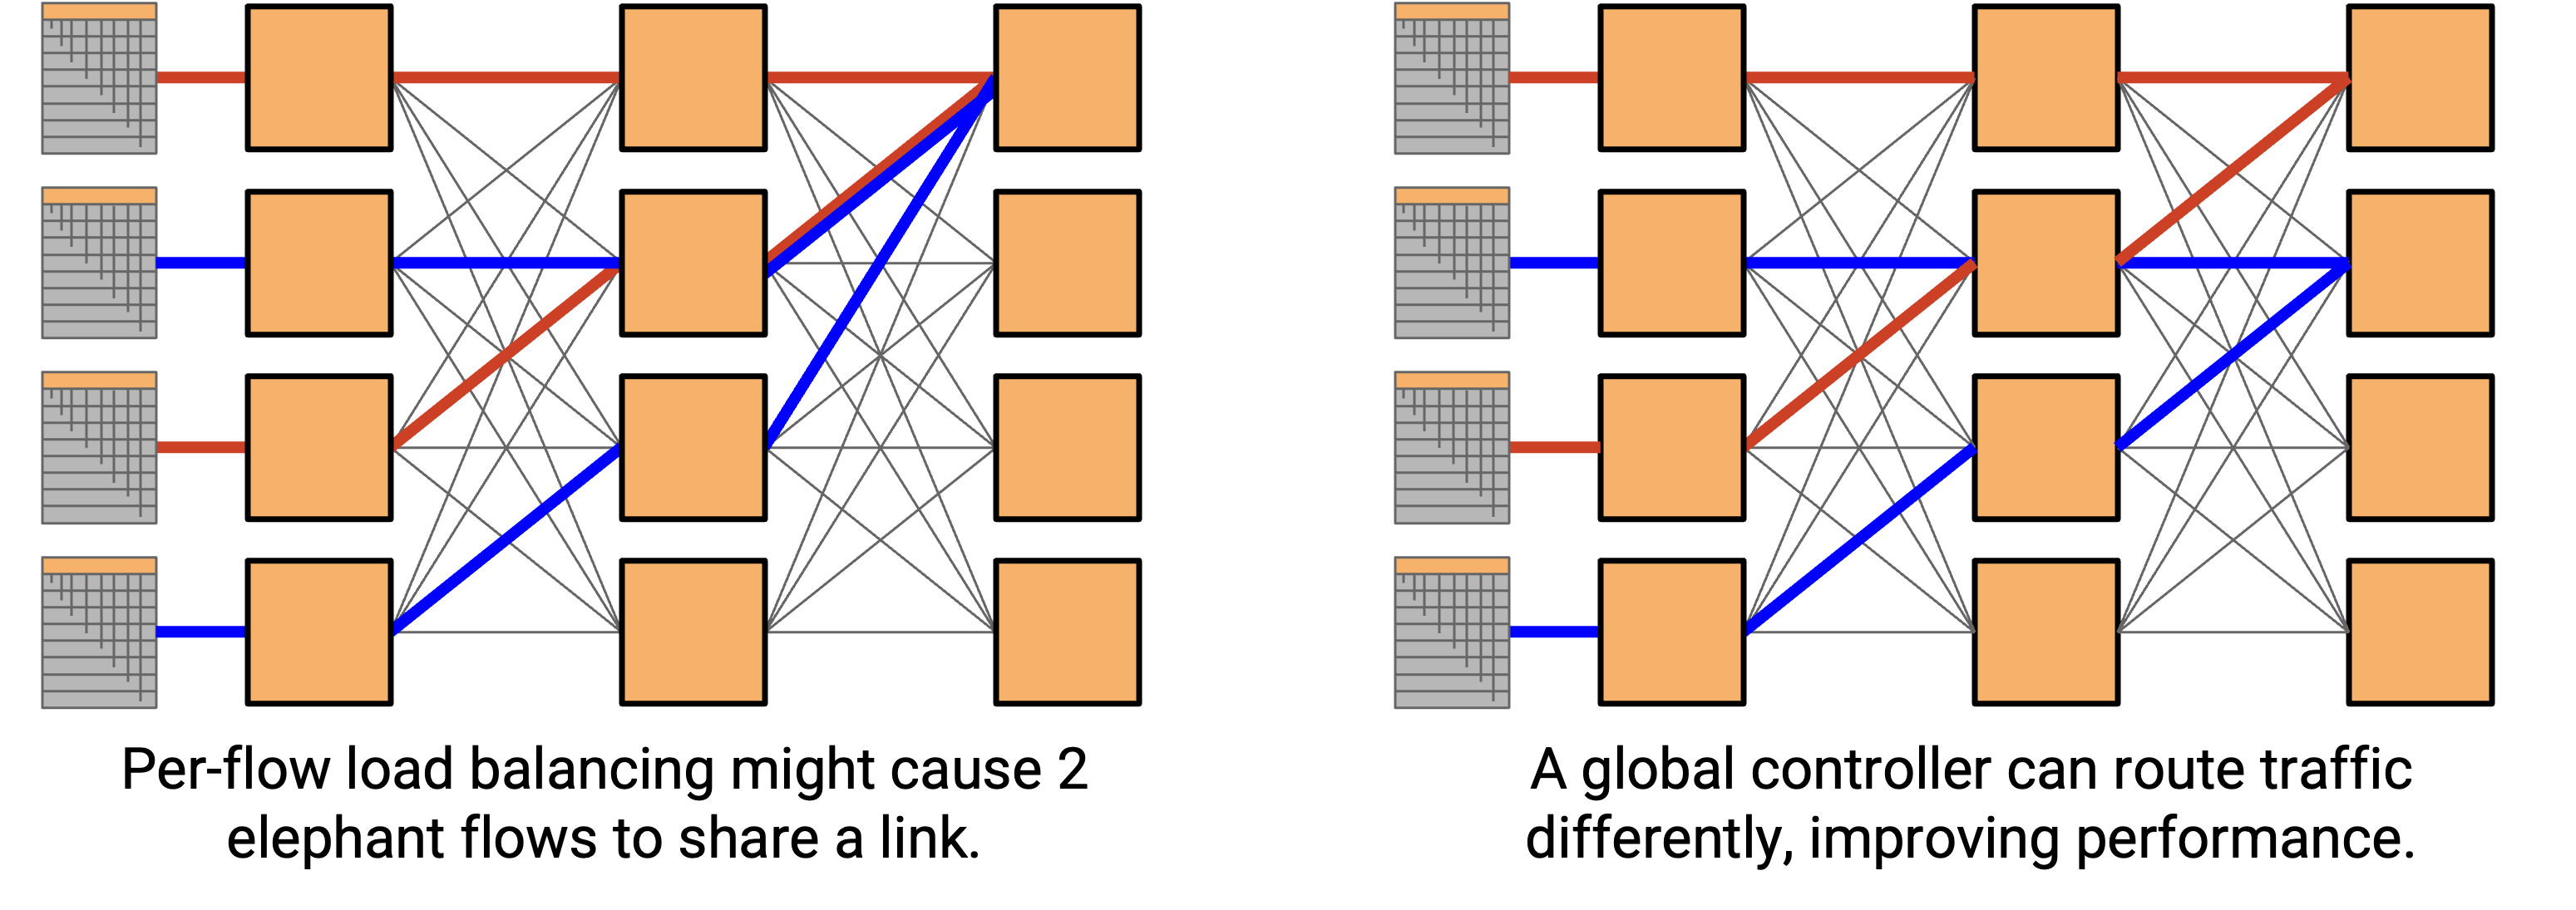 Per-flow load balancing might cause 2
elephant flows to share a link.
A global controller can route traffic
differently, improving performance.